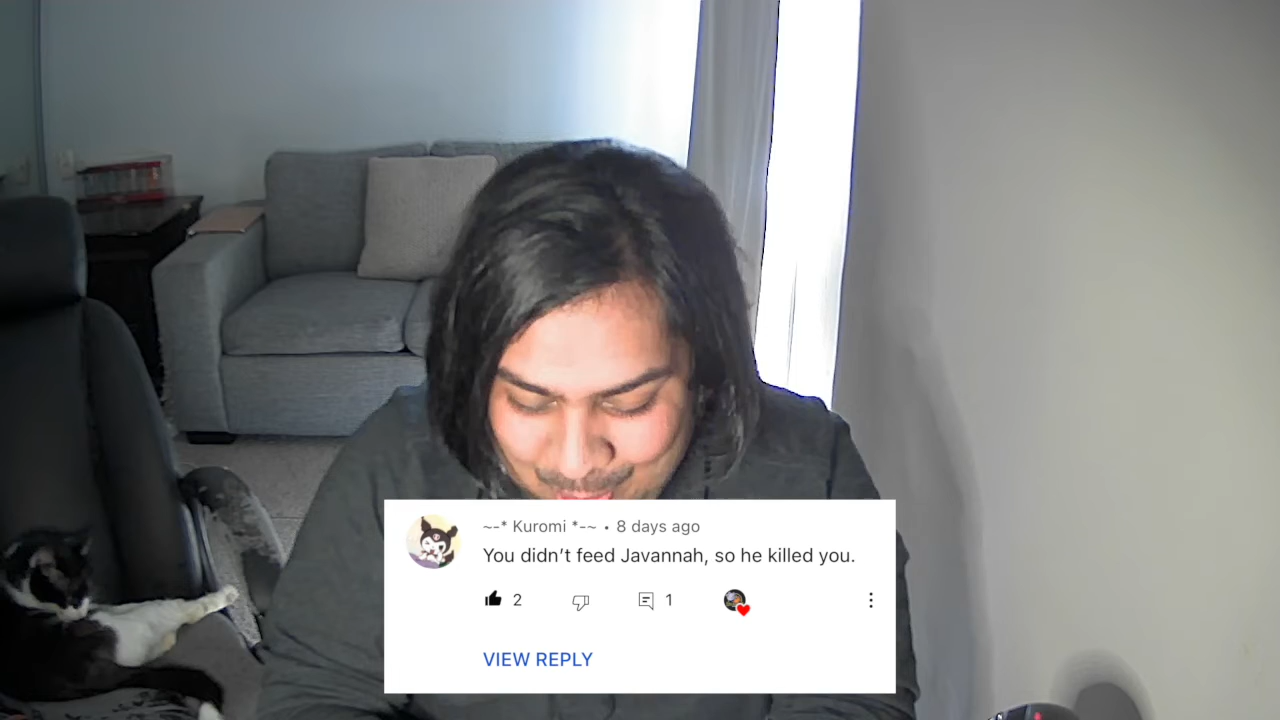 ~-* Kuromi *-~ • 8 days ago
You didn't feed Javannah, so he killed you.
2 1
VIEW REPLY